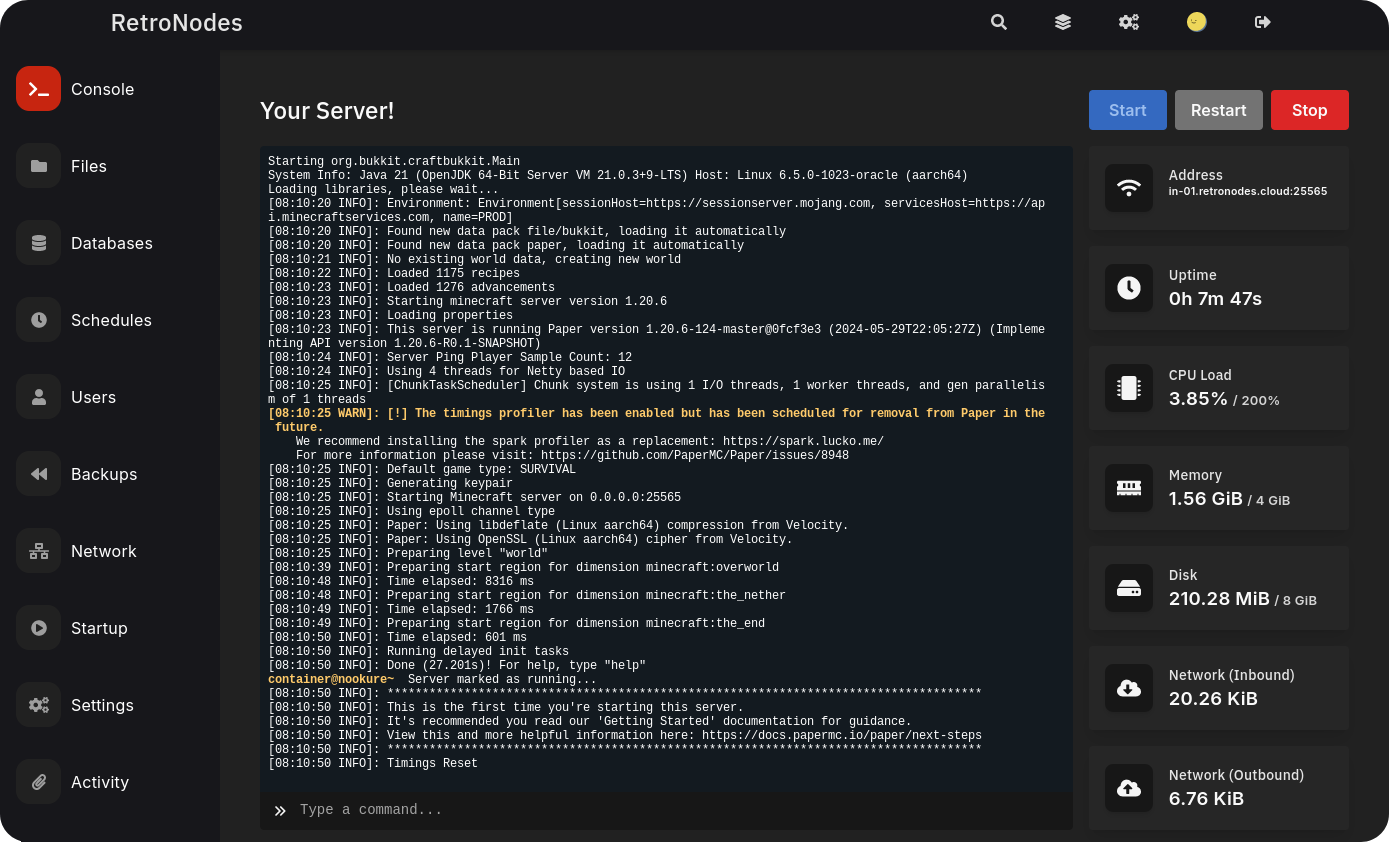 RetroNodes
Console
Files
Databases
Schedules
Users
Backups
Network
Startup
Settings
Activity
Your Server!
Start
Restart
Stop
Starting org.bukkit.craftbukkit.Main
System Info: Java 21 (OpenJDK 64-Bit Server VM 21.0.3+9-LTS) Host: Linux 6.5.0-1023-oracle (aarch64)
Loading libraries, please wait...
[08:10:20 INFO]: Environment: Environment[sessionHost=https://sessionserver.mojang.com, servicesHost=https://ap
i.minecraftservices.com, name=PROD]
[08:10:20 INFO]: Found new data pack file/bukkit, loading it automatically
[08:10:20 INFO]: Found new data pack paper, loading it automatically
[08:10:21 INFO]: No existing world data, creating new world
[08:10:22 INFO]: Loaded 1175 recipes
[08:10:23 INFO]: Loaded 1276 advancements
[08:10:23 INFO]: Starting minecraft server version 1.20.6
[08:10:23 INFO]: Loading properties
[08:10:23 INFO]: This server is running Paper version 1.20.6-124-master@0fcf3e3 (2024-05-29T22:05:27Z) (Impleme
nting API version 1.20.6-R0.1-SNAPSHOT)
[08:10:24 INFO]: Server Ping Player Sample Count: 12
[08:10:24 INFO]: Using 4 threads for Netty based IO
[08:10:25 INFO]: [ChunkTaskScheduler] Chunk system is using 1 I/O threads, 1 worker threads, and gen parallelis
m of 1 threads
[08:10:25 WARN]: [!] The timings profiler has been enabled but has been scheduled for removal from Paper in the
future.
We recommend installing the spark profiler as a replacement: https://spark.lucko.me/
For more information please visit: https://github.com/PaperMC/Paper/issues/8948
[08:10:25 INFO]: Default game type: SURVIVAL
[08:10:25 INFO]: Generating keypair
[08:10:25 INFO]: Starting Minecraft server on 0.0.0.0:25565
[08:10:25 INFO]: Using epoll channel type
[08:10:25 INFO]: Paper: Using libdeflate (Linux aarch64) compression from Velocity.
[08:10:25 INFO]: Paper: Using OpenSSL (Linux aarch64) cipher from Velocity.
[08:10:25 INFO]: Preparing level "world"
[08:10:39 INFO]: Preparing start region for dimension minecraft:overworld
[08:10:48 INFO]: Time elapsed: 8316 ms
[08:10:48 INFO]: Preparing start region for dimension minecraft:the_nether
[08:10:49 INFO]: Time elapsed: 1766 ms
[08:10:49 INFO]: Preparing start region for dimension minecraft:the_end
[08:10:50 INFO]: Time elapsed: 601 ms
[08:10:50 INFO]: Running delayed init tasks
[08:10:50 INFO]: Done (27.201s)! For help, type "help"
container@nookure~ Server marked as running...
[08:10:50 INFO]: *************************************************************************************
[08:10:50 INFO]: This is the first time you're starting this server.
[08:10:50 INFO]: It's recommended you read our 'Getting Started' documentation for guidance.
[08:10:50 INFO]: View this and more helpful information here: https://docs.papermc.io/paper/next-steps
[08:10:50 INFO]: *************************************************************************************
[08:10:50 INFO]: Timings Reset
Type a command...
Address
in-01.retronodes.cloud:25565
Uptime
0h 7m 47s
CPU Load
3.85% / 200%
Memory
1.56 GiB / 4 GiB
Disk
210.28 MiB / 8 GiB
Network (Inbound)
20.26 KiB
Network (Outbound)
6.76 KiB